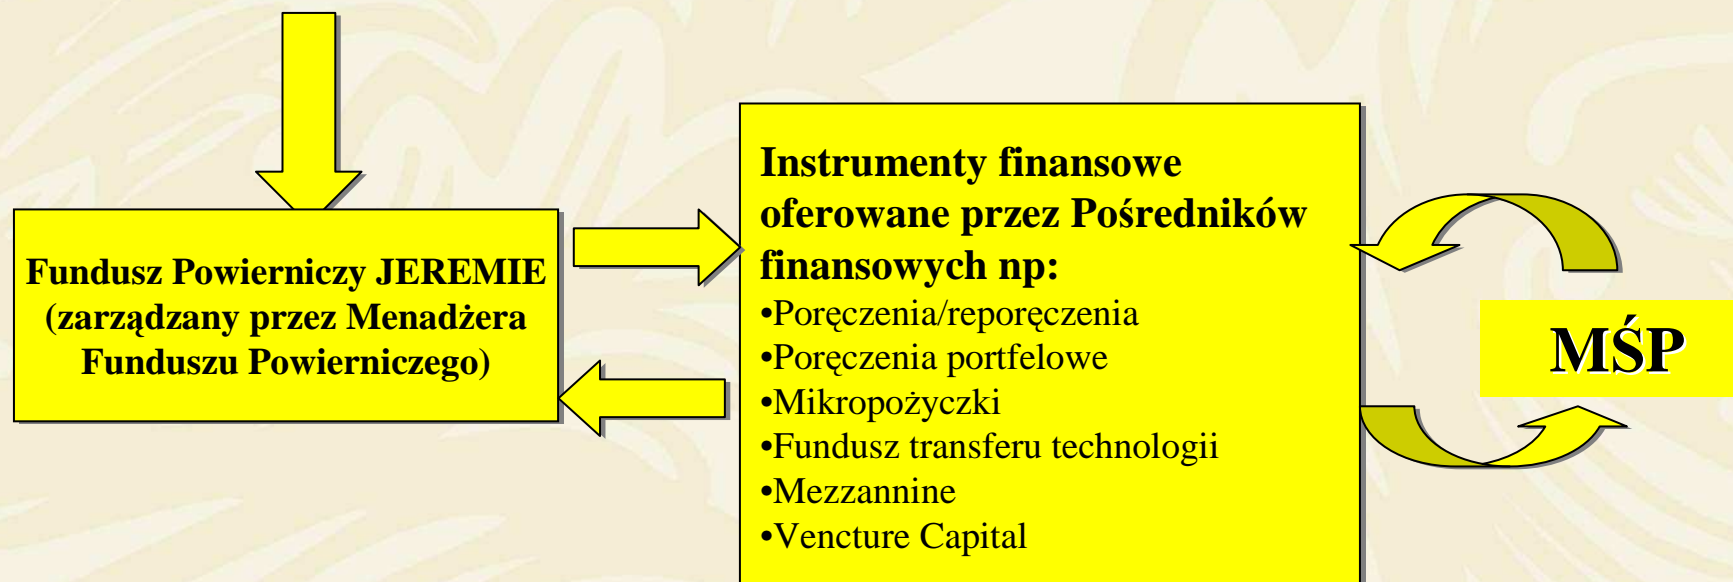 Fundusz Powierniczy JEREMIE
(zarządzany przez Menadżera
Funduszu Powierniczego)
Instrumenty finansowe
oferowane przez Pośredników
finansowych np:
•Poręczenia/reporęczenia
•Poręczenia portfelowe
•Mikropożyczki
•Fundusz transferu technologii
•Mezzannine
•Vencture Capital
MŚP